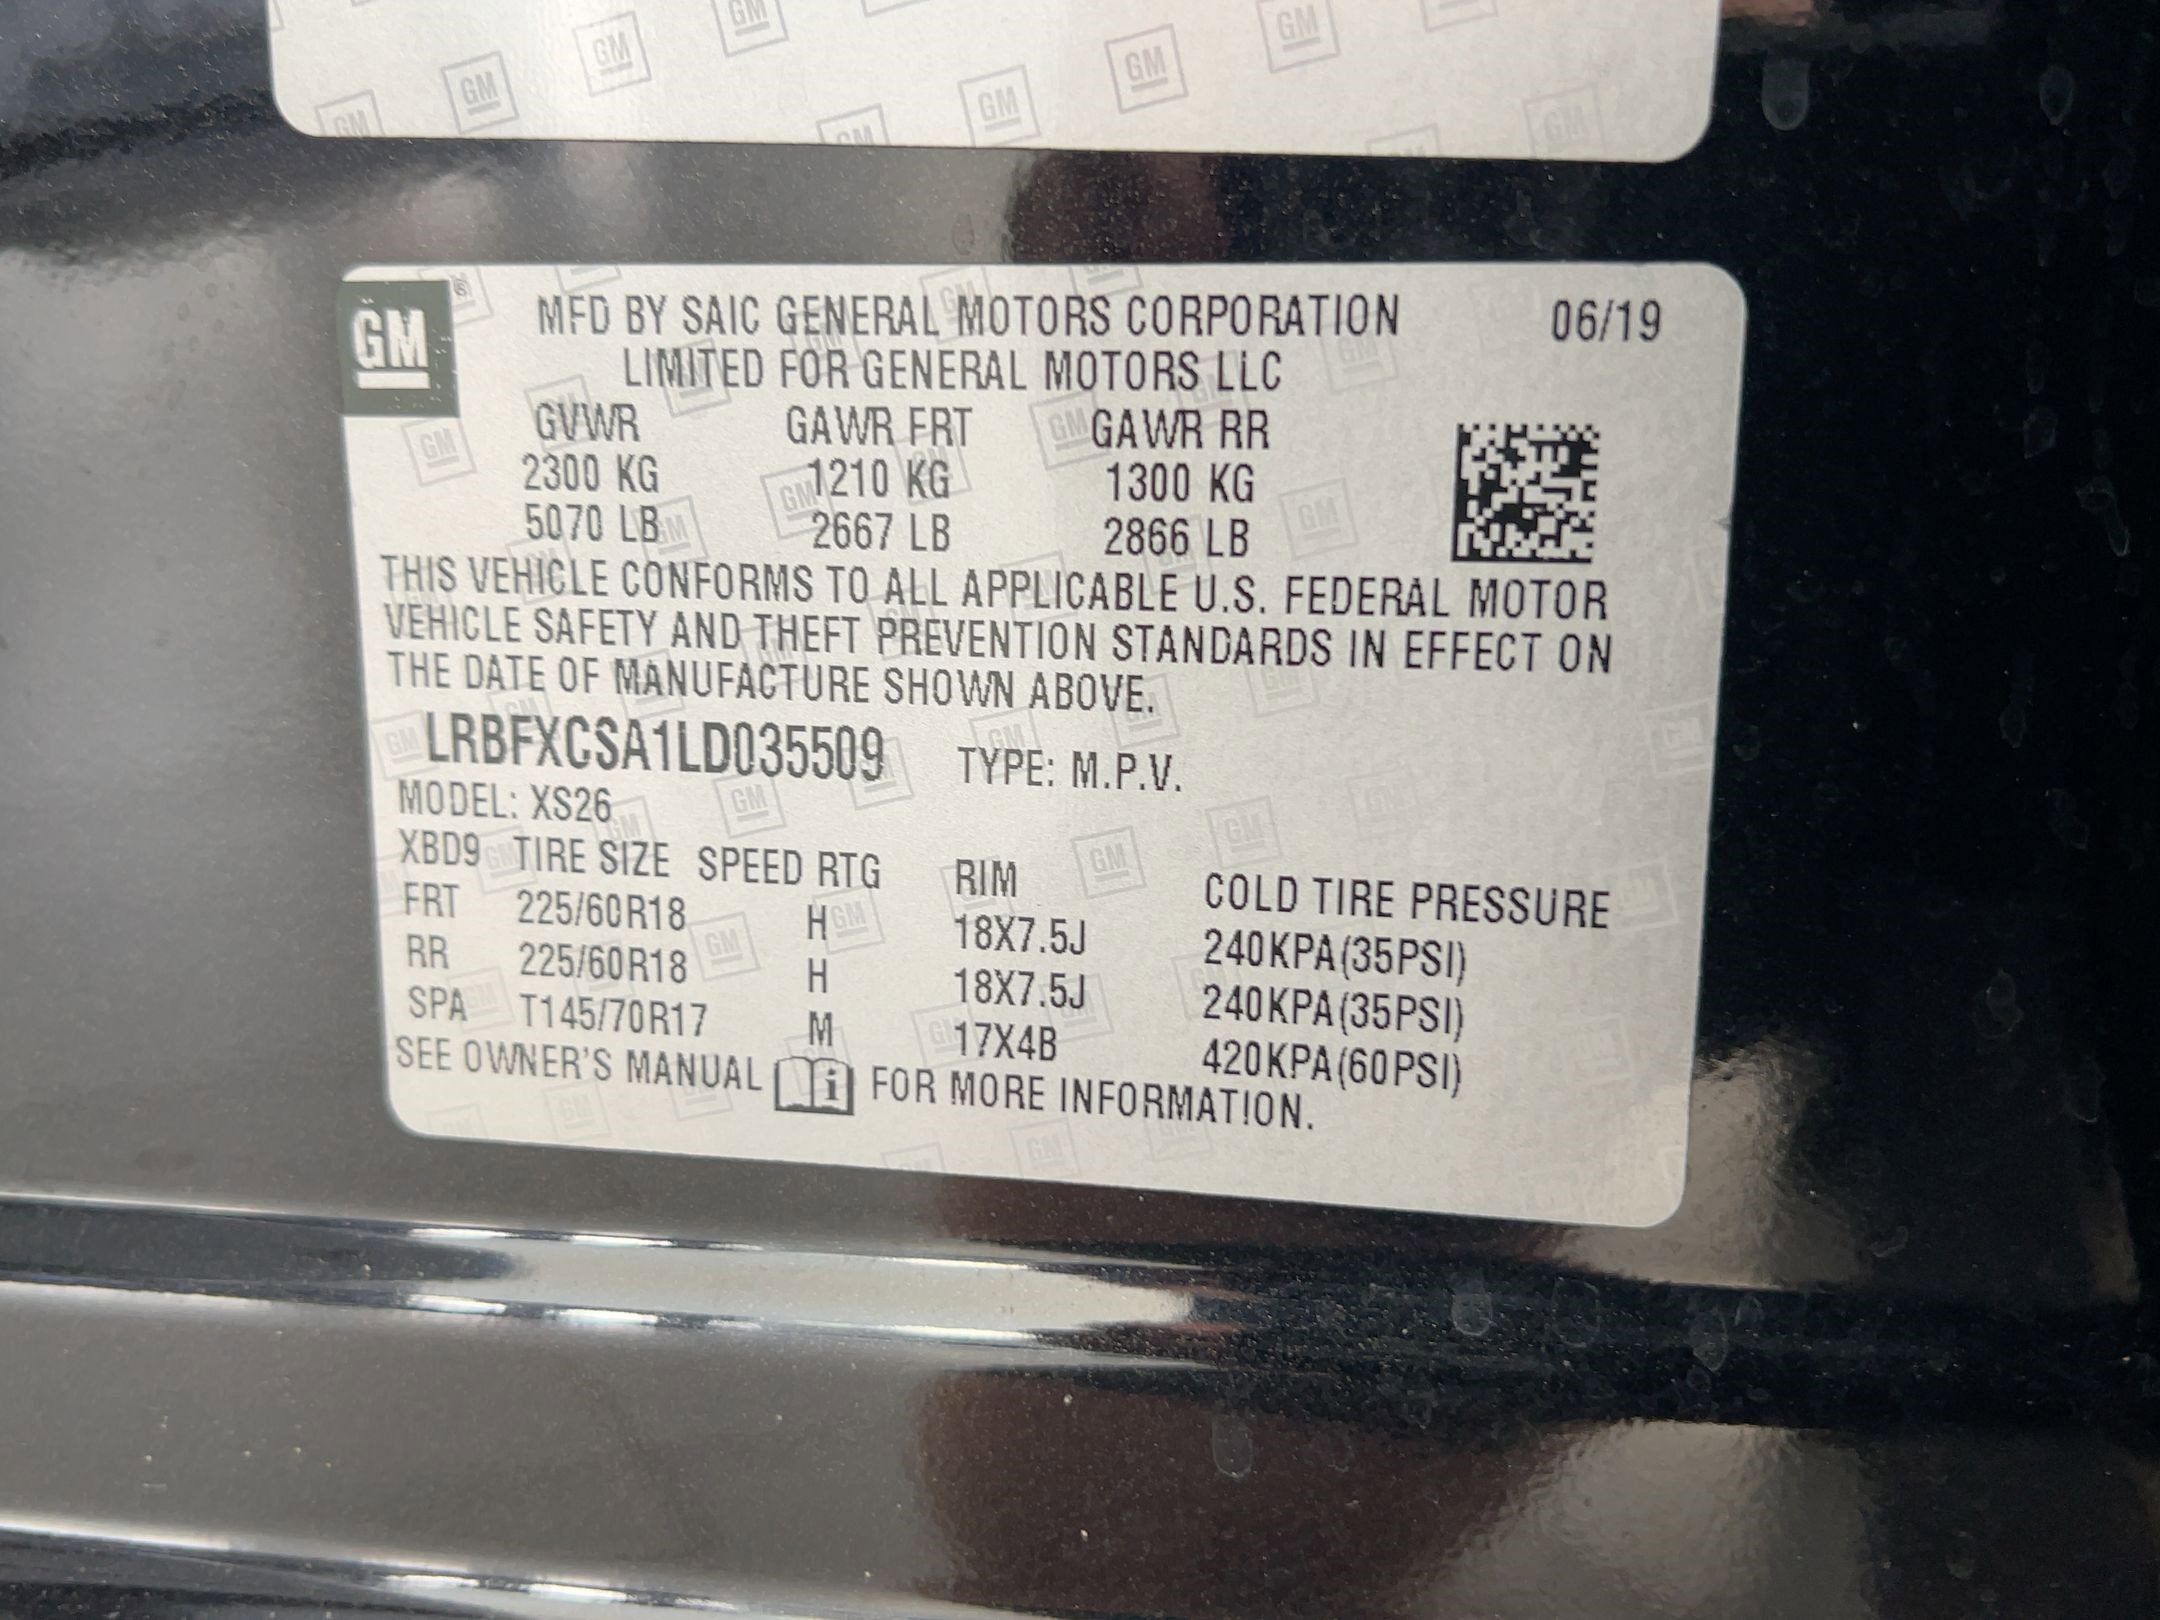 GM
MFD BY SAIC GENERAL MOTORS CORPORATION 06/19
LIMITED FOR GENERAL MOTORS LLC
GVWR GAWR FRT GAWR RR
2300 KG 1210 KG 1300 KG
5070 LB 2667 LB 2866 LB
THIS VEHICLE CONFORMS TO ALL APPLICABLE U.S. FEDERAL MOTOR
VEHICLE SAFETY AND THEFT PREVENTION STANDARDS IN EFFECT ON
THE DATE OF MANUFACTURE SHOWN ABOVE.
LRBFXCSA1LD035509 TYPE: M.P.V.
MODEL: XS26
XBD9 TIRE SIZE SPEED RTG RIM COLD TIRE PRESSURE
FRT 225/60R18 H 18X7.5J 240KPA(35PSI)
RR 225/60R18 H 18X7.5J 240KPA(35PSI)
SPA T145/70R17 M 17X4B 420KPA(60PSI)
SEE OWNER'S MANUAL i FOR MORE INFORMATION.